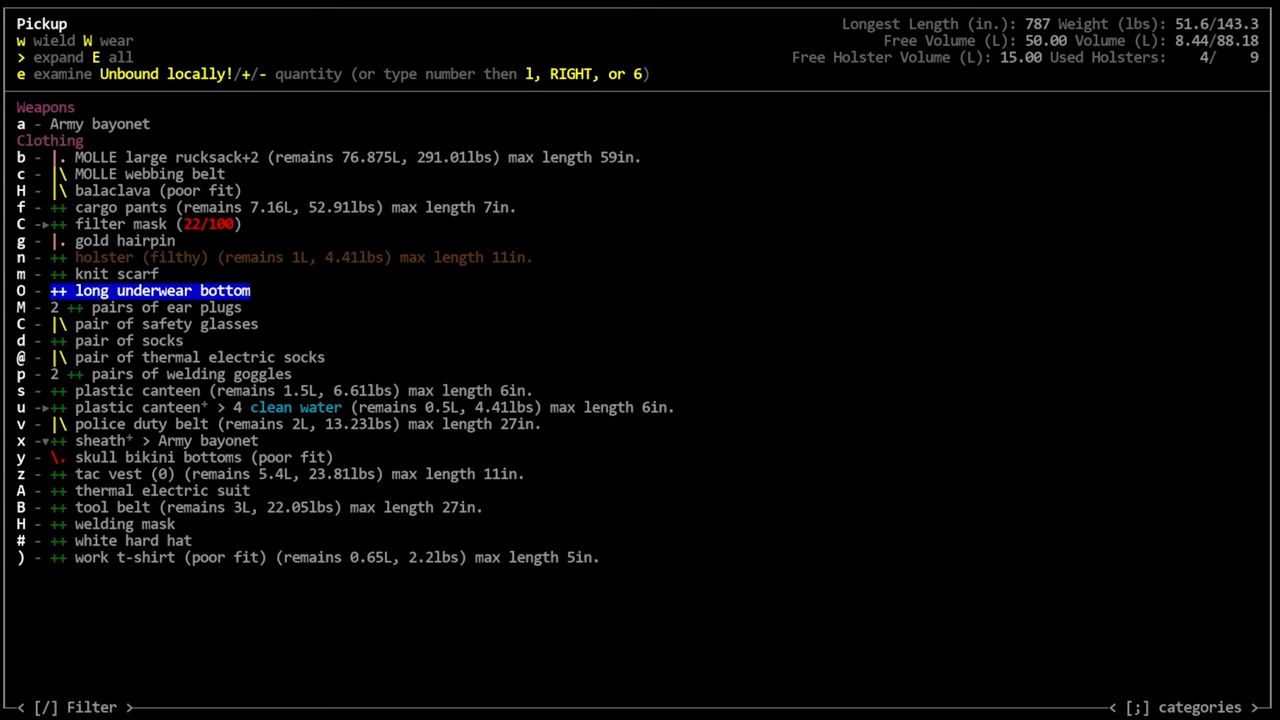 Pickup
Longest Length (in.): 787 Weight (lbs): 51.6/143.3
w wield W wear
Free Volume (L): 50.00 Volume (L): 8.44/88.18
> expand E all
Free Holster Volume (L): 15.00 Used Holsters: 4/ 9
e examine Unbound locally!/+/- quantity (or type number then l, RIGHT, or 6)
Weapons
a - Army bayonet
Clothing
b - |. MOLLE large rucksack+2 (remains 76.875L, 291.01lbs) max length 59in.
c - |\ MOLLE webbing belt
H - |\ balaclava (poor fit)
f - ++ cargo pants (remains 7.16L, 52.91lbs) max length 7in.
C -▸++ filter mask (22/100)
g - |. gold hairpin
n - ++ holster (filthy) (remains 1L, 4.41lbs) max length 11in.
m - ++ knit scarf
O - ++ long underwear bottom
M - 2 ++ pairs of ear plugs
C - |\ pair of safety glasses
d - ++ pair of socks
@ - |\ pair of thermal electric socks
p - 2 ++ pairs of welding goggles
s - ++ plastic canteen (remains 1.5L, 6.61lbs) max length 6in.
u -▸++ plastic canteen⁺ > 4 clean water (remains 0.5L, 4.41lbs) max length 6in.
v - |\ police duty belt (remains 2L, 13.23lbs) max length 27in.
x -▾++ sheath⁺ > Army bayonet
y - \. skull bikini bottoms (poor fit)
z - ++ tac vest (0) (remains 5.4L, 23.81lbs) max length 11in.
A - ++ thermal electric suit
B - ++ tool belt (remains 3L, 22.05lbs) max length 27in.
H - ++ welding mask
# - ++ white hard hat
) - ++ work t-shirt (poor fit) (remains 0.65L, 2.2lbs) max length 5in.
< [/] Filter >
< [;] categories >